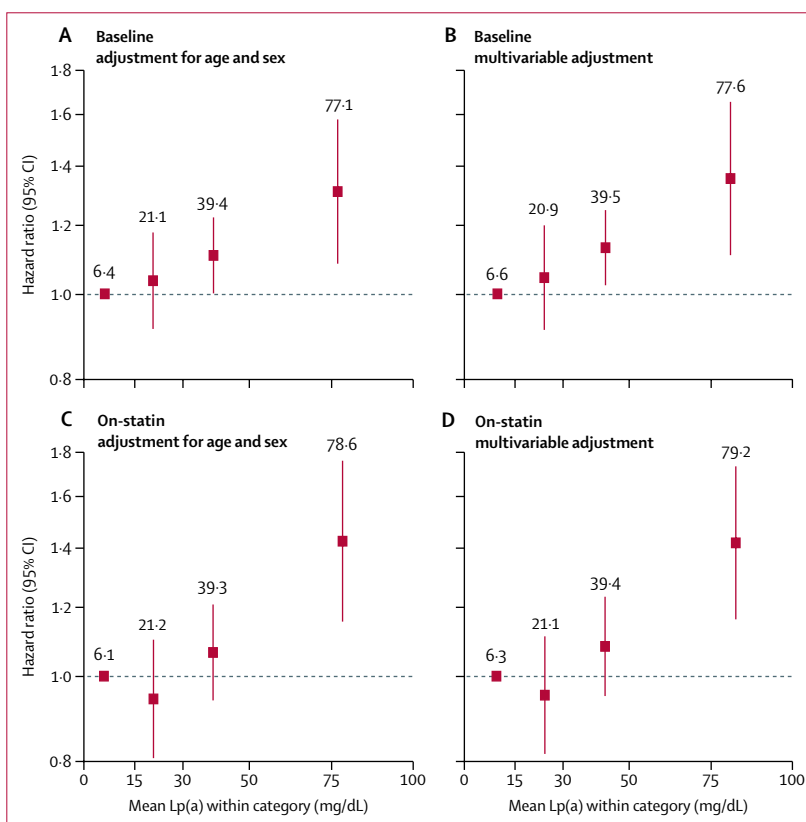 A Baseline
adjustment for age and sex
B Baseline
multivariable adjustment
Hazard ratio (95% CI)
1·8
1·6
1·4
1·2
1·0
0·8
6·4
21·1
39·4
77·1
6·6
20·9
39·5
77·6
C On-statin
adjustment for age and sex
D On-statin
multivariable adjustment
Hazard ratio (95% CI)
1·8
1·6
1·4
1·2
1·0
0·8
6·1
21·2
39·3
78·6
6·3
21·1
39·4
79·2
0 15 30 50 75 100
0 15 30 50 75 100
Mean Lp(a) within category (mg/dL)
Mean Lp(a) within category (mg/dL)